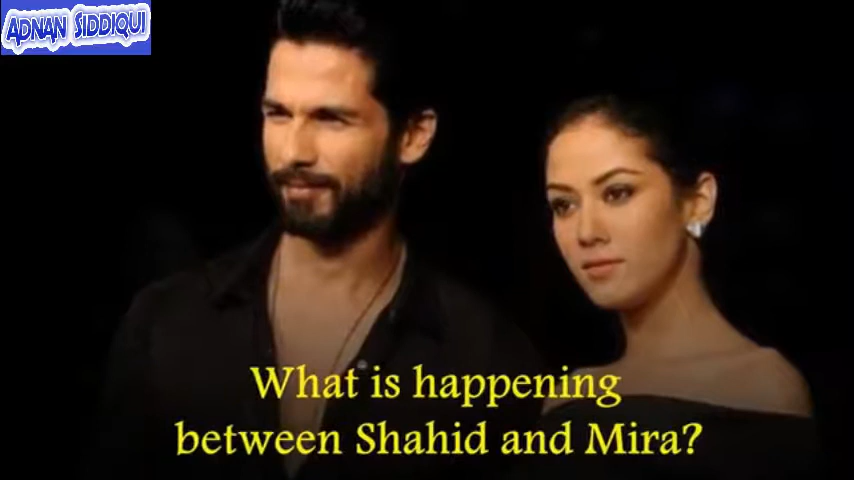 ADNAN SIDDIQUI
What is happening
between Shahid and Mira?